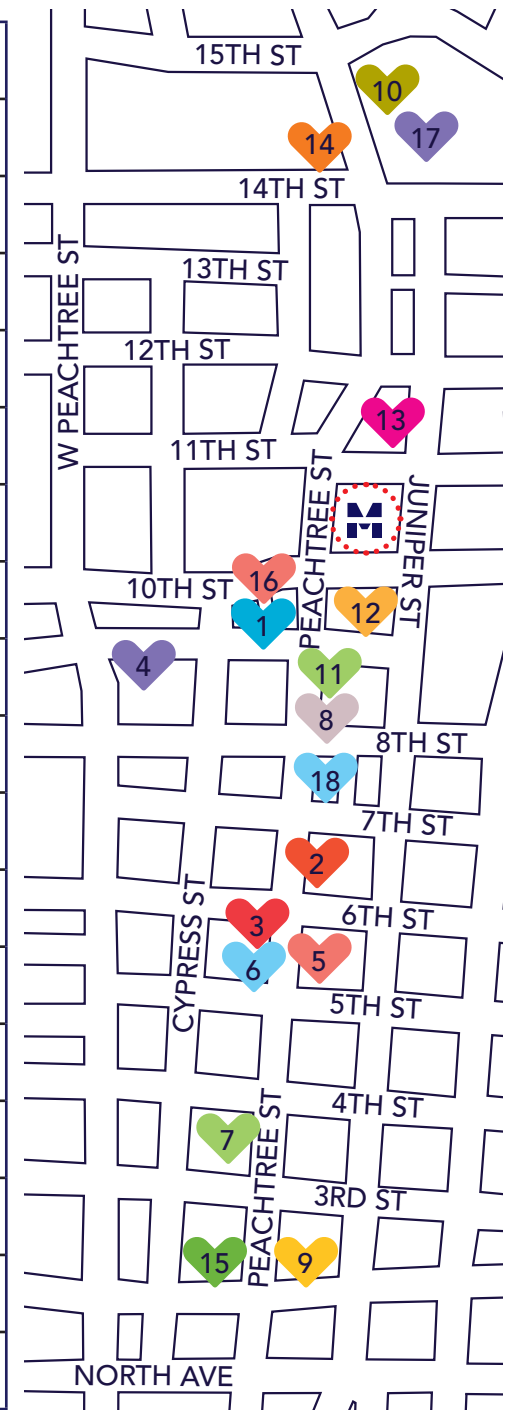 15TH ST
10
17
14
14TH ST
13TH ST
W PEACHTREE ST
12TH ST
13
11TH ST
PEACHTREE ST
JUNIPER ST
M
16
10TH ST
12
1
4
11
8
8TH ST
18
7TH ST
2
CYPRESS ST
3
6TH ST
6
5
5TH ST
4TH ST
7
PEACHTREE ST
3RD ST
15
9
NORTH AVE